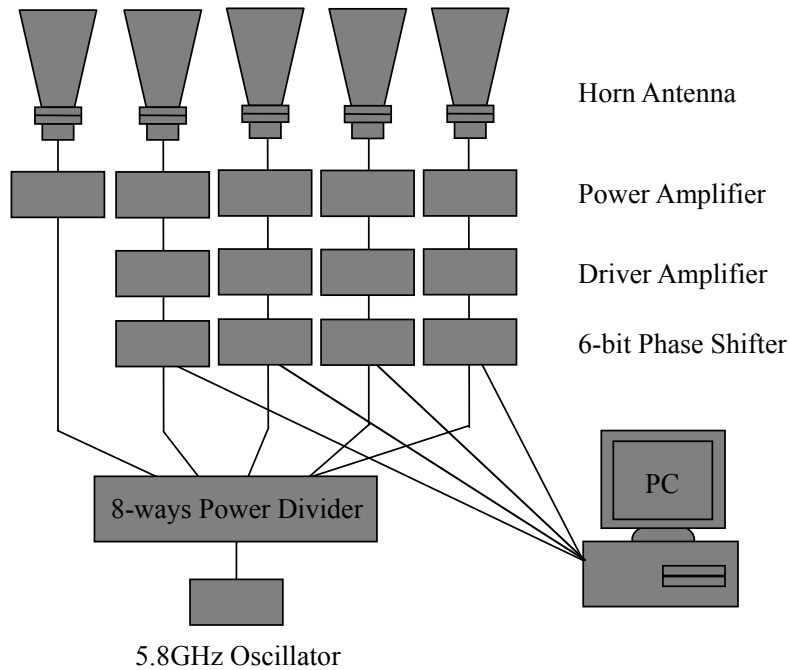 Horn Antenna
Power Amplifier
Driver Amplifier
6-bit Phase Shifter
PC
8-ways Power Divider
5.8GHz Oscillator